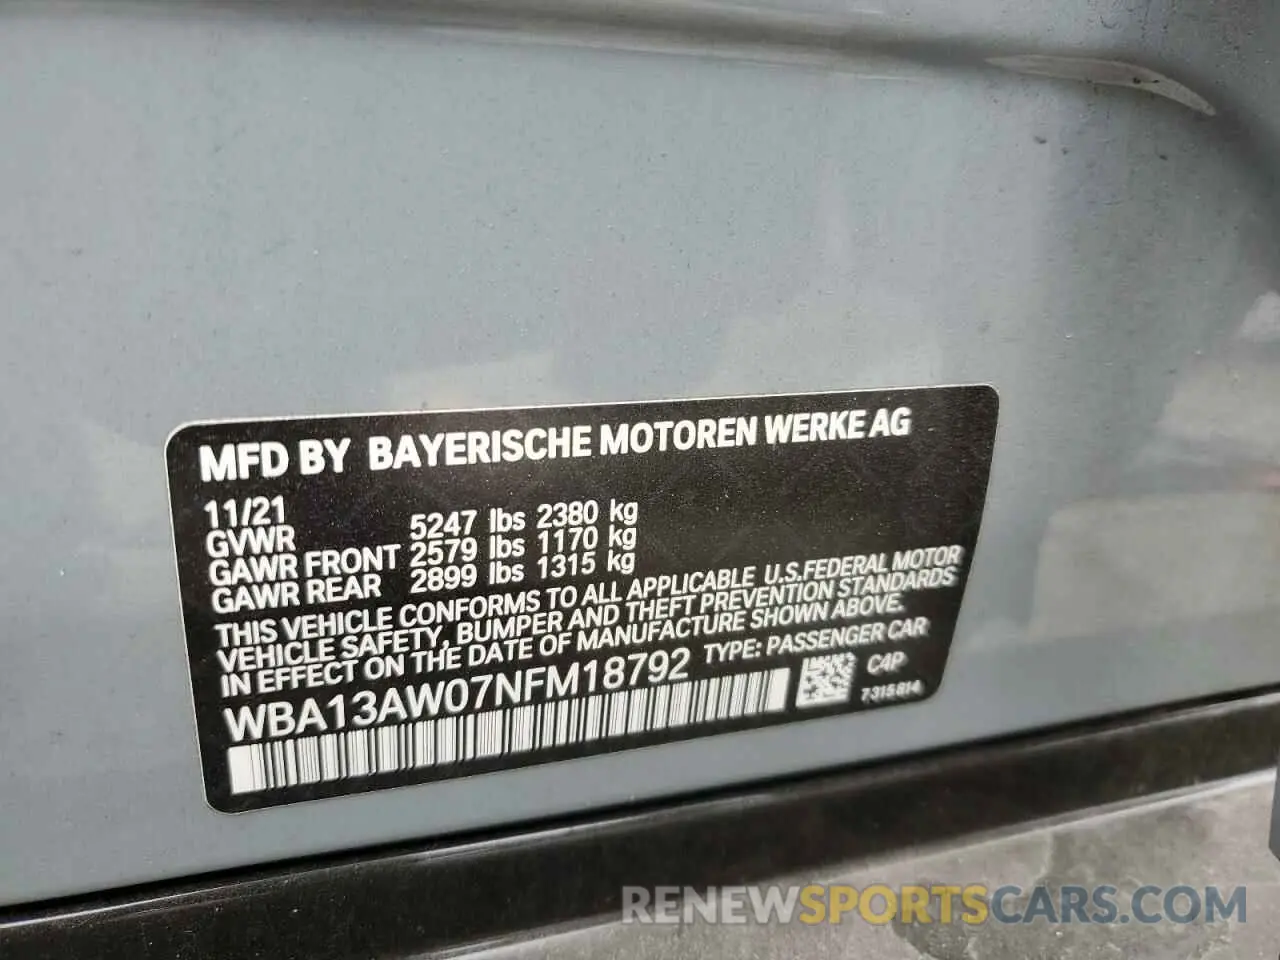 MFD BY BAYERISCHE MOTOREN WERKE AG
11/21
GVWR 5247 lbs 2380 kg
GAWR FRONT 2579 lbs 1170 kg
GAWR REAR 2899 lbs 1315 kg
THIS VEHICLE CONFORMS TO ALL APPLICABLE U.S.FEDERAL MOTOR
VEHICLE SAFETY, BUMPER AND THEFT PREVENTION STANDARDS
IN EFFECT ON THE DATE OF MANUFACTURE SHOWN ABOVE.
WBA13AW07NFM18792 TYPE: PASSENGER CAR
C4P
7315814
RENEWSPORTSCARS.COM